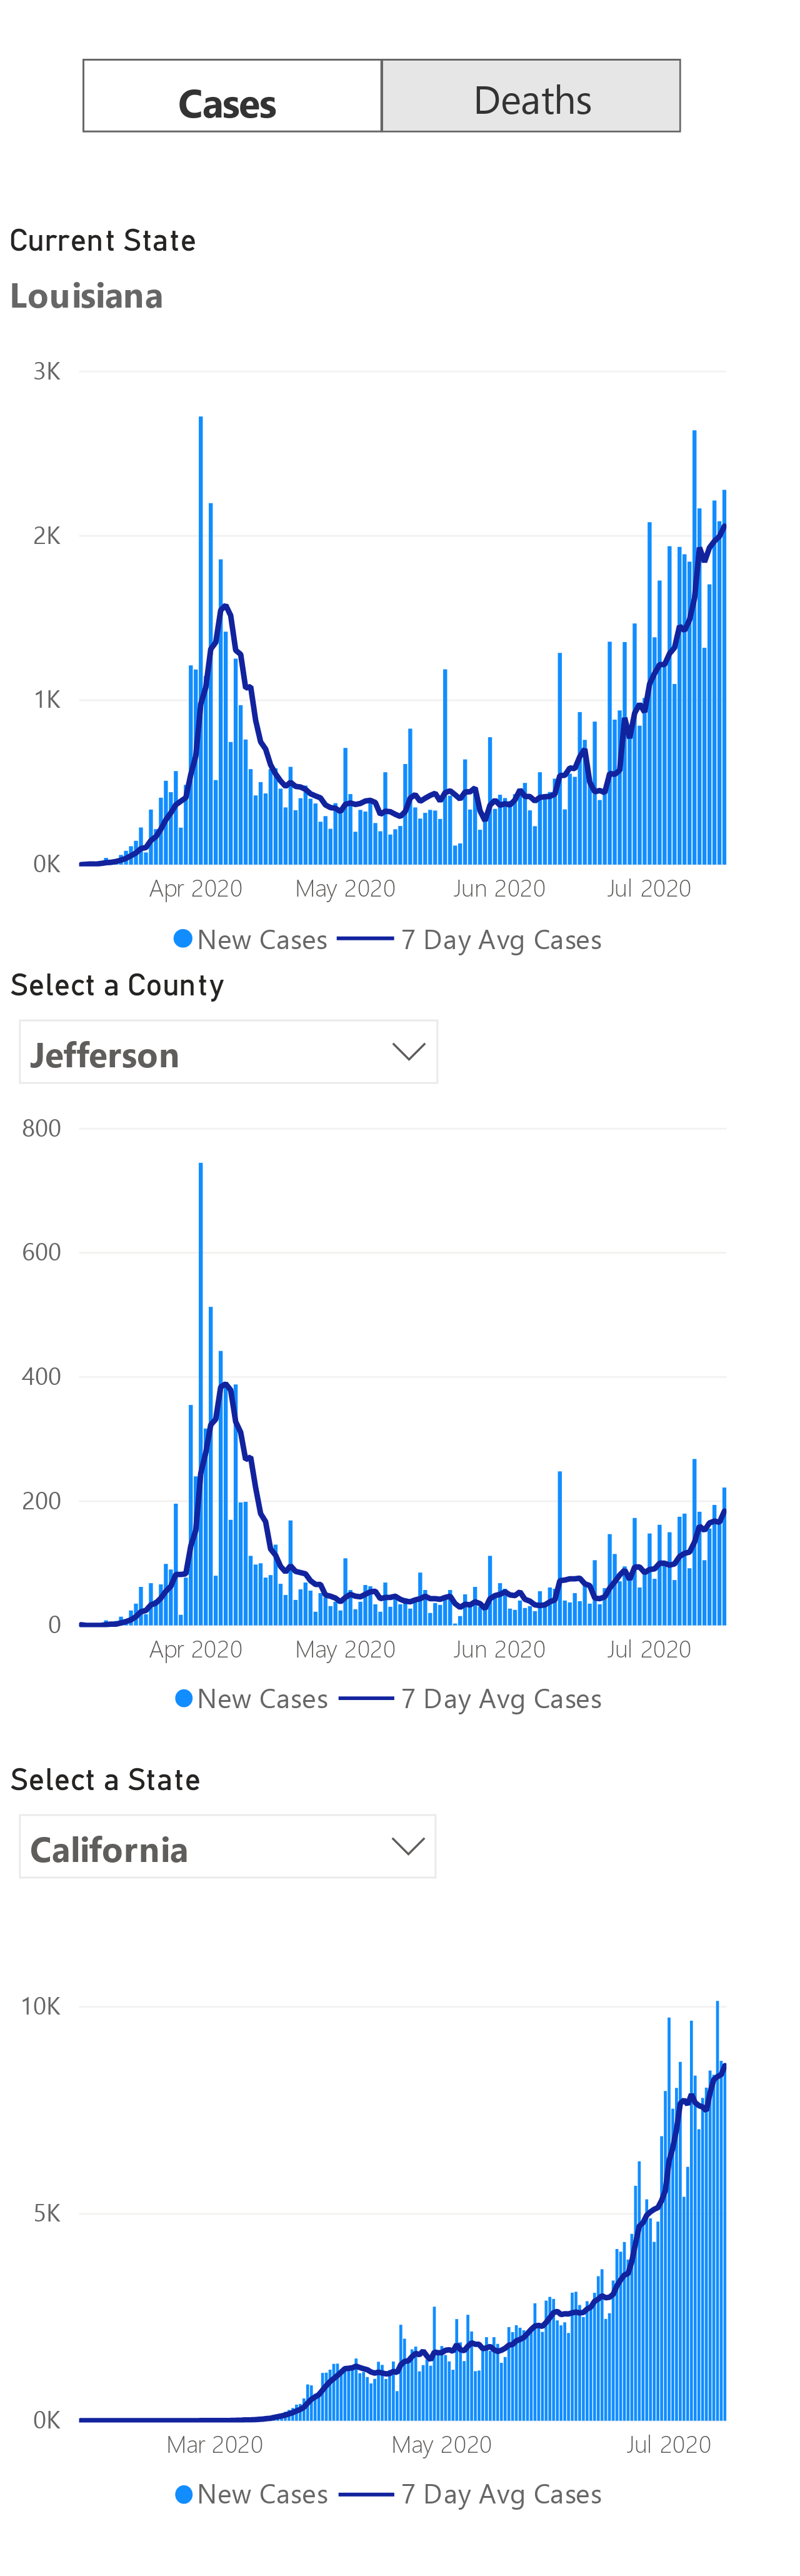 Cases Deaths
Current State
Louisiana
3K
2K
1K
0K
Apr 2020 May 2020 Jun 2020 Jul 2020
New Cases 7 Day Avg Cases
Select a County
Jefferson
800
600
400
200
0
Apr 2020 May 2020 Jun 2020 Jul 2020
New Cases 7 Day Avg Cases
Select a State
California
10K
5K
0K
Mar 2020 May 2020 Jul 2020
New Cases 7 Day Avg Cases